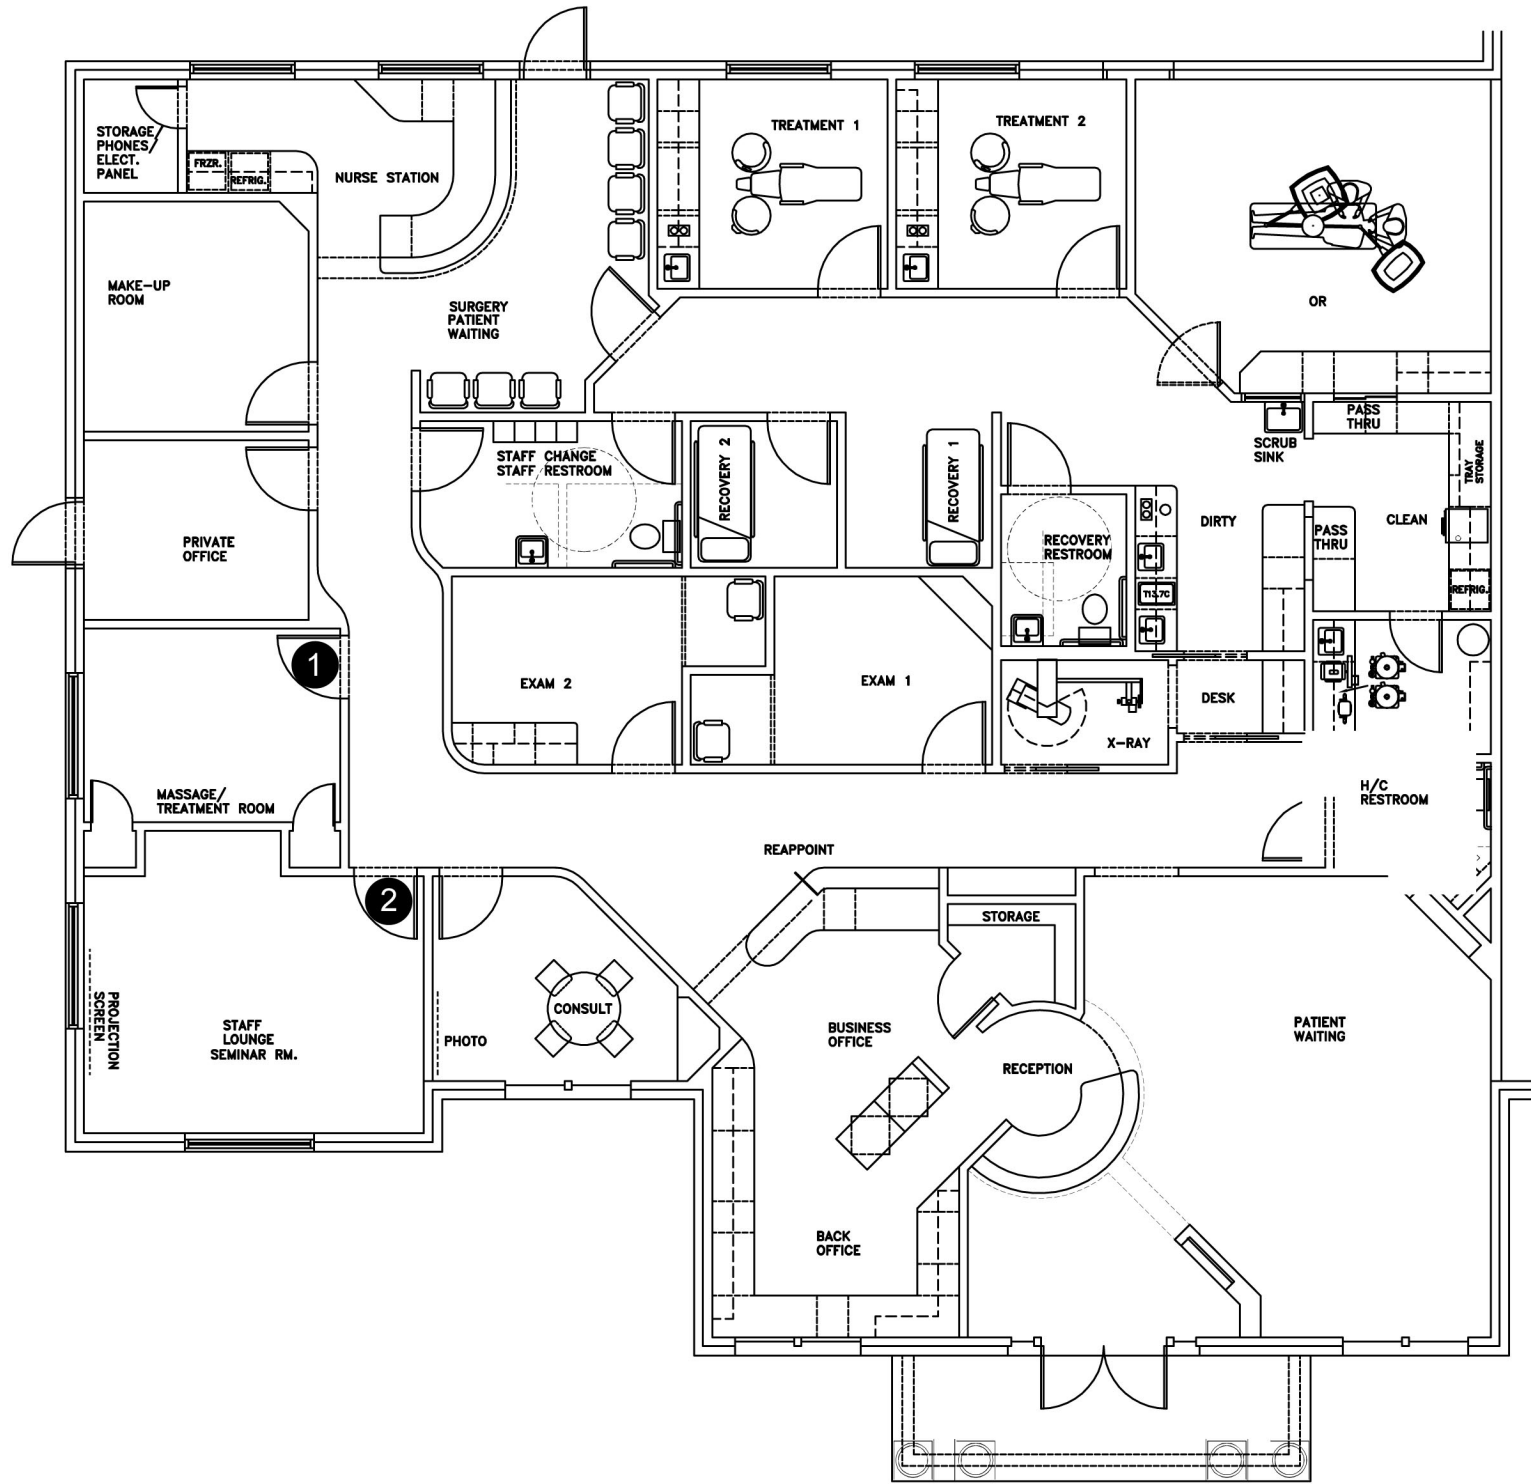 STORAGE/
PHONES/
ELECT.
PANEL
FRZR.
REFRIG.
NURSE STATION
TREATMENT 1
TREATMENT 2
OR
MAKE-UP
ROOM
SURGERY
PATIENT
WAITING
STAFF CHANGE
STAFF RESTROOM
RECOVERY 2
RECOVERY 1
SCRUB
SINK
PASS
THRU
TRAY
STORAGE
PRIVATE
OFFICE
RECOVERY
RESTROOM
DIRTY
PASS
THRU
CLEAN
T13.7C
REFRIG.
1
EXAM 2
EXAM 1
X-RAY
DESK
H/C
RESTROOM
MASSAGE/
TREATMENT ROOM
REAPPOINT
2
STORAGE
PROJECTION
SCREEN
STAFF
LOUNGE
SEMINAR RM.
PHOTO
CONSULT
BUSINESS
OFFICE
RECEPTION
PATIENT
WAITING
BACK
OFFICE